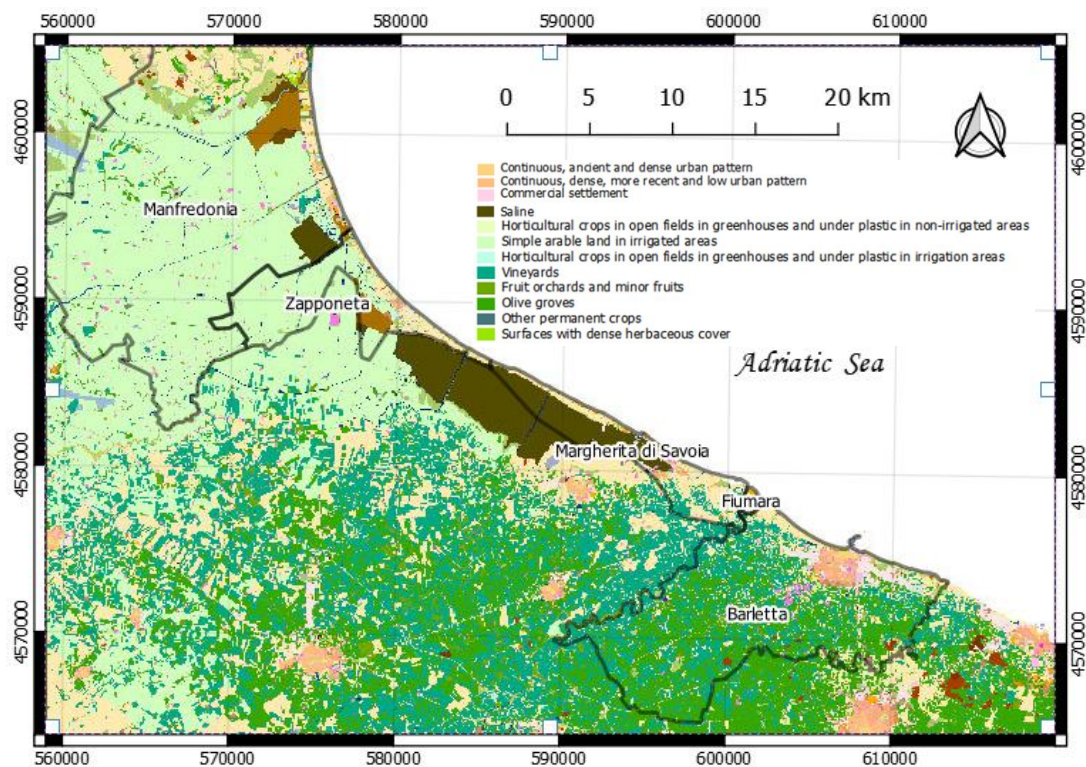 560000 570000 580000 590000 600000 610000
0 5 10 15 20 km
4600000 4600000
Continuous, ancient and dense urban pattern
Continuous, dense, more recent and low urban pattern
Commercial settlement
Manfredonia
Saline
Horticultural crops in open fields in greenhouses and under plastic in non-irrigated areas
Simple arable land in irrigated areas
Horticultural crops in open fields in greenhouses and under plastic in irrigation areas
Vineyards
Fruit orchards and minor fruits
Olive groves
Other permanent crops
Surfaces with dense herbaceous cover
4590000 4590000
Zapponeta
Adriatic Sea
Margherita di Savoia
4580000 4580000
Fiumara
Barletta
4570000 4570000
560000 570000 580000 590000 600000 610000